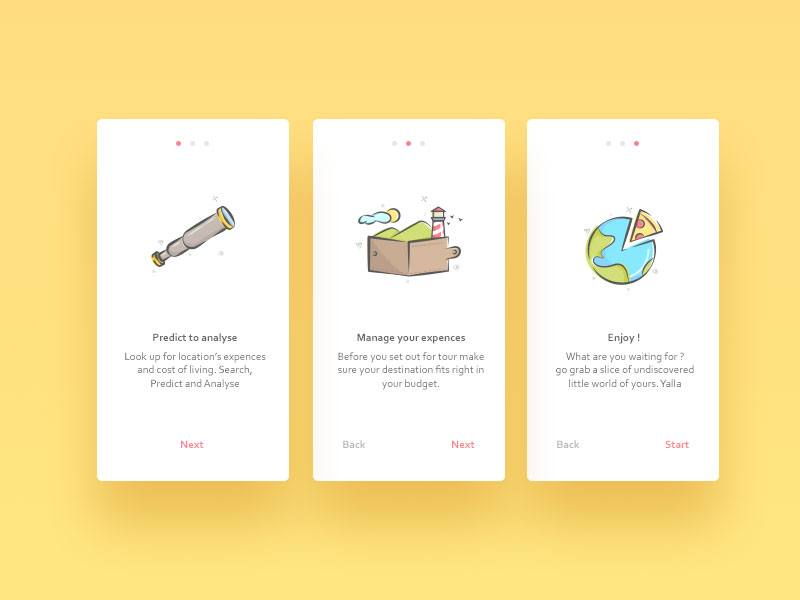 Predict to analyse
Look up for location's expences
and cost of living. Search,
Predict and Analyse
Next
Manage your expences
Before you set out for tour make
sure your destination fits right in
your budget.
Back
Next
Enjoy !
What are you waiting for ?
go grab a slice of undiscovered
little world of yours. Yalla
Back
Start